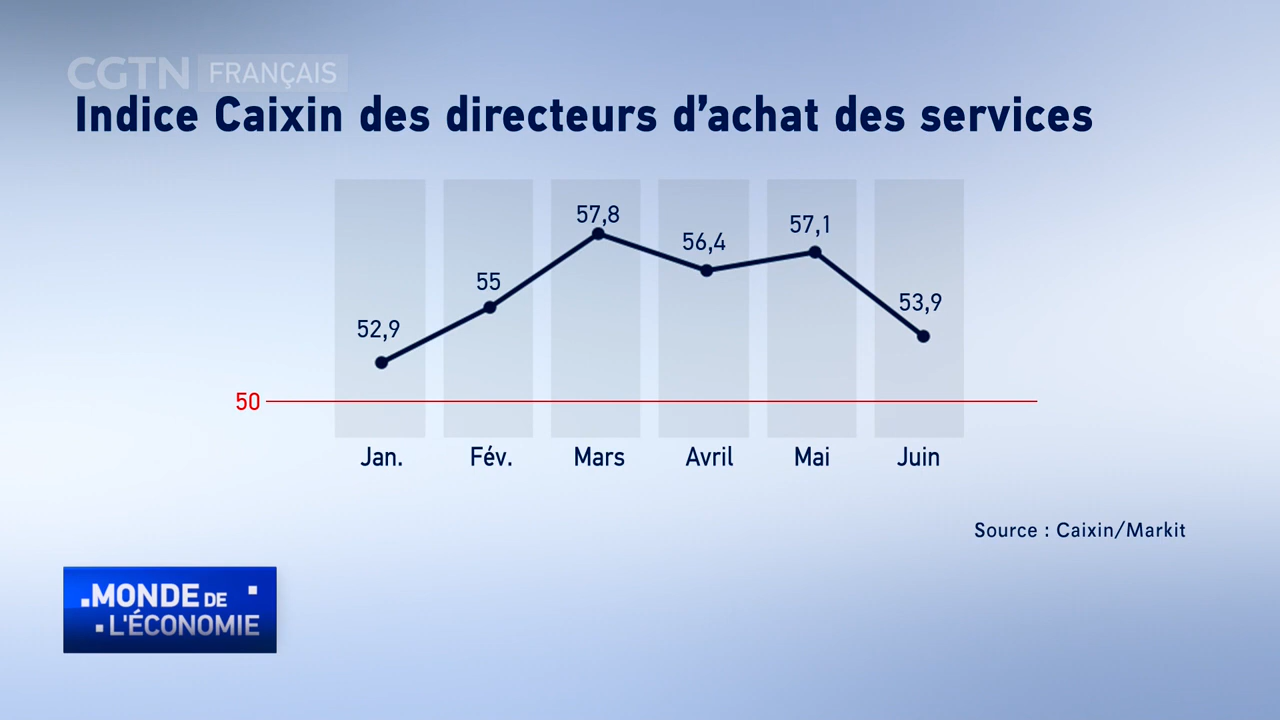 CGTN FRANÇAIS
Indice Caixin des directeurs d’achat des services
57,8
57,1
56,4
55
53,9
52,9
50
Jan. Fév. Mars Avril Mai Juin
Source : Caixin/Markit
MONDE DE
L'ÉCONOMIE